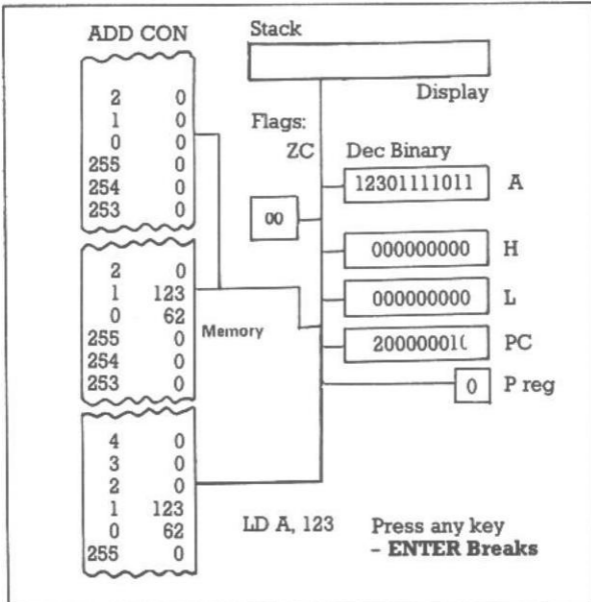 ADD CON
2 0
1 0
0 0
255 0
254 0
253 0
2 0
1 123
0 62
255 0
254 0
253 0
4 0
3 0
2 0
1 123
0 62
255 0
Memory
Stack
Display
Flags:
ZC
00
Dec Binary
12301111011 A
000000000 H
000000000 L
20000001( PC
0 P reg
LD A, 123
Press any key
– ENTER Breaks